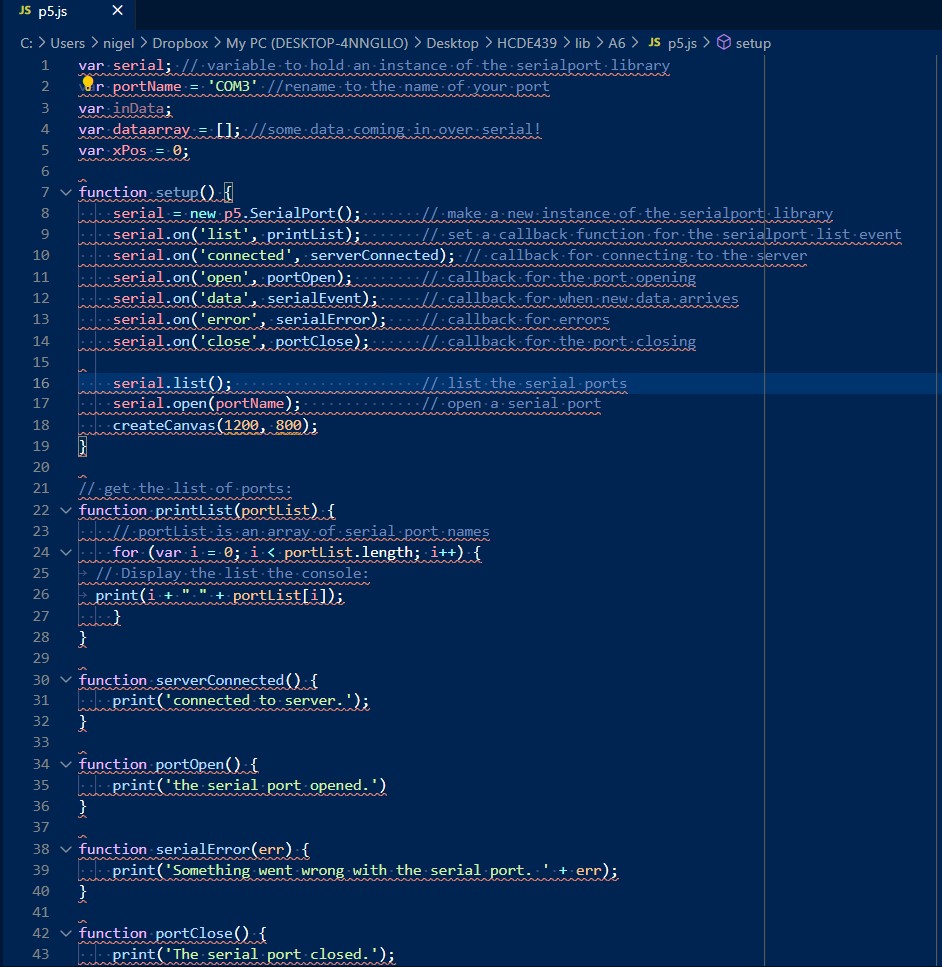 JS p5.js ×
C: > Users > nigel > Dropbox > My PC (DESKTOP-4NNGLLO) > Desktop > HCDE439 > lib > A6 > JS p5.js > setup
1 var serial; // variable to hold an instance of the serialport library
2 var portName = 'COM3' //rename to the name of your port
3 var inData;
4 var dataarray = []; //some data coming in over serial!
5 var xPos = 0;
6
7 function setup() {
8 serial = new p5.SerialPort(); // make a new instance of the serialport library
9 serial.on('list', printList); // set a callback function for the serialport list event
10 serial.on('connected', serverConnected); // callback for connecting to the server
11 serial.on('open', portOpen); // callback for the port opening
12 serial.on('data', serialEvent); // callback for when new data arrives
13 serial.on('error', serialError); // callback for errors
14 serial.on('close', portClose); // callback for the port closing
15
16 serial.list(); // list the serial ports
17 serial.open(portName); // open a serial port
18 createCanvas(1200, 800);
19 }
20
21 // get the list of ports:
22 function printList(portList) {
23 // portList is an array of serial port names
24 for (var i = 0; i < portList.length; i++) {
25 // Display the list the console:
26 print(i + " " + portList[i]);
27 }
28 }
29
30 function serverConnected() {
31 print('connected to server.');
32 }
33
34 function portOpen() {
35 print('the serial port opened.')
36 }
37
38 function serialError(err) {
39 print('Something went wrong with the serial port. ' + err);
40 }
41
42 function portClose() {
43 print('The serial port closed.');